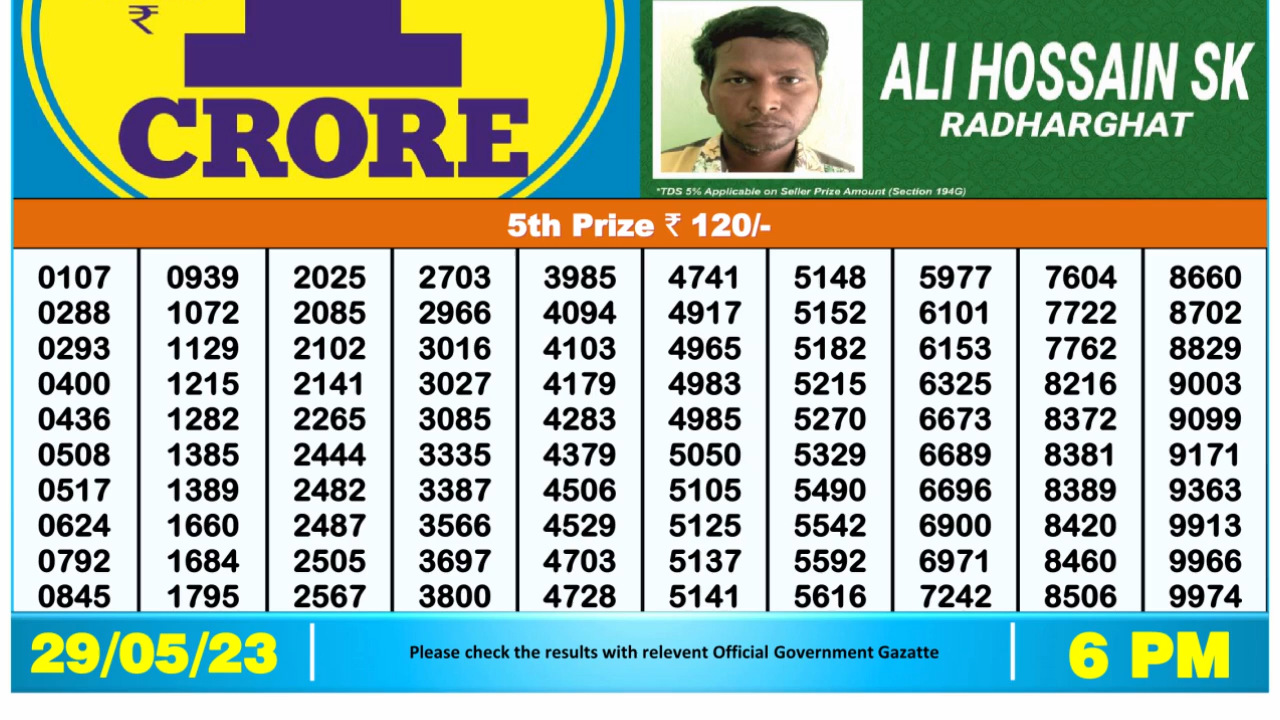 ₹
CRORE
ALI HOSSAIN SK
RADHARGHAT
*TDS 5% Applicable on Seller Prize Amount (Section 194G)
5th Prize ₹ 120/-
0107 0939 2025 2703 3985 4741 5148 5977 7604 8660
0288 1072 2085 2966 4094 4917 5152 6101 7722 8702
0293 1129 2102 3016 4103 4965 5182 6153 7762 8829
0400 1215 2141 3027 4179 4983 5215 6325 8216 9003
0436 1282 2265 3085 4283 4985 5270 6673 8372 9099
0508 1385 2444 3335 4379 5050 5329 6689 8381 9171
0517 1389 2482 3387 4506 5105 5490 6696 8389 9363
0624 1660 2487 3566 4529 5125 5542 6900 8420 9913
0792 1684 2505 3697 4703 5137 5592 6971 8460 9966
0845 1795 2567 3800 4728 5141 5616 7242 8506 9974
29/05/23
Please check the results with relevent Official Government Gazatte
6 PM